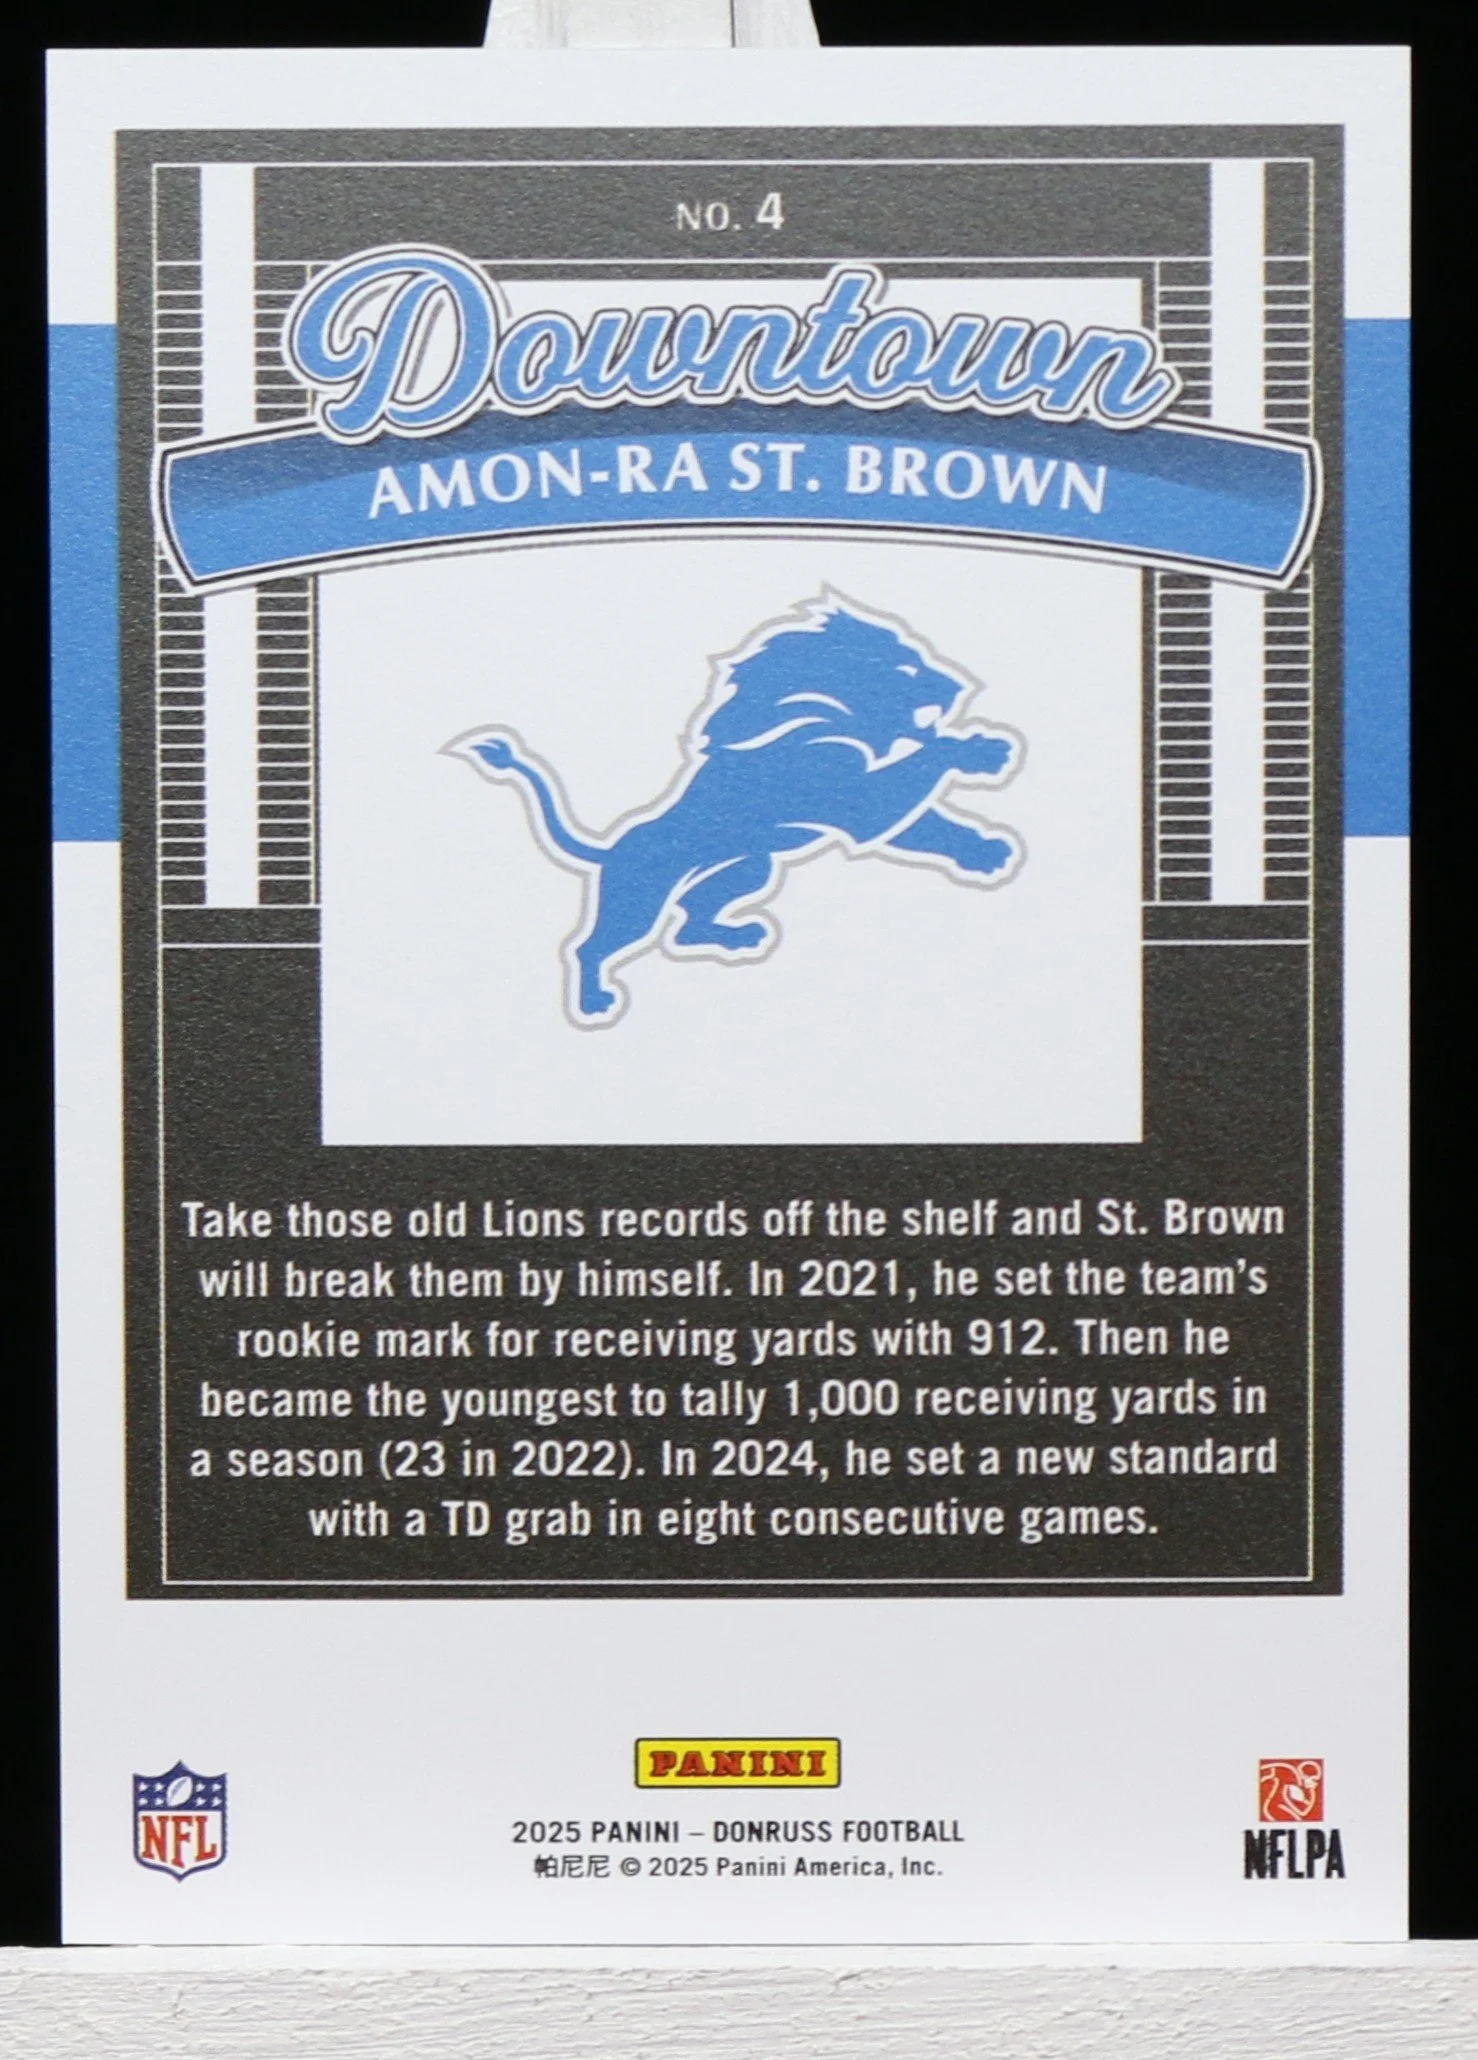 NO. 4
Downtown
AMON-RA ST. BROWN
Take those old Lions records off the shelf and St. Brown
will break them by himself. In 2021, he set the team's
rookie mark for receiving yards with 912. Then he
became the youngest to tally 1,000 receiving yards in
a season (23 in 2022). In 2024, he set a new standard
with a TD grab in eight consecutive games.
PANINI
NFL
2025 PANINI – DONRUSS FOOTBALL
帕尼尼 © 2025 Panini America, Inc.
NFLPA